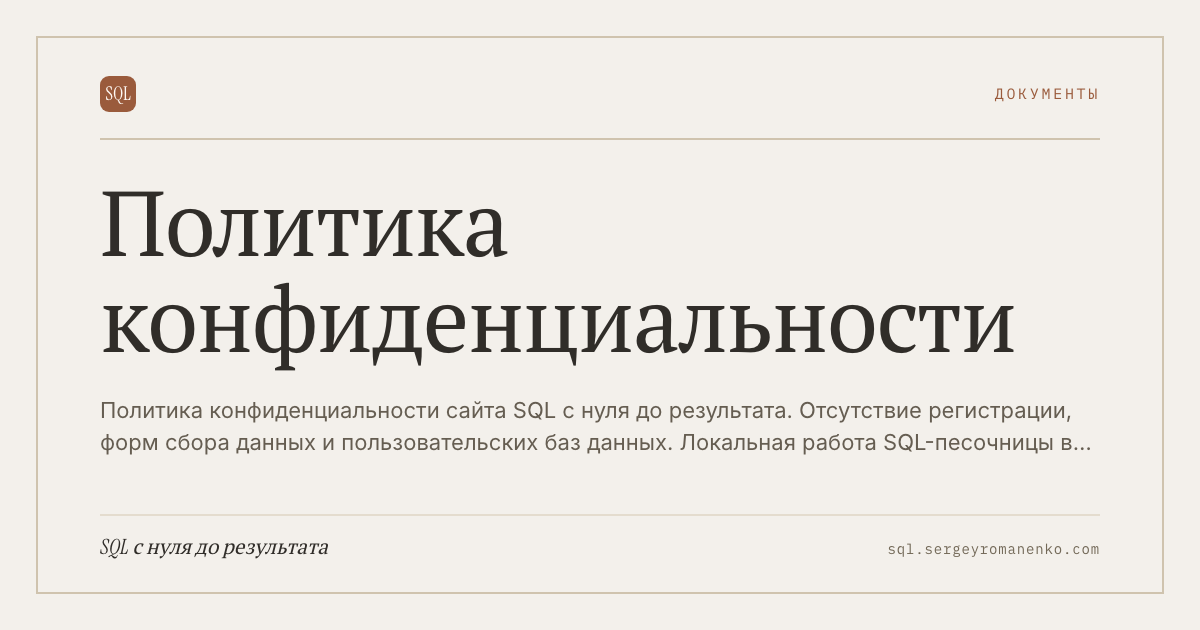 SQL
ДОКУМЕНТЫ
Политика
конфиденциальности
Политика конфиденциальности сайта SQL с нуля до результата. Отсутствие регистрации,
форм сбора данных и пользовательских баз данных. Локальная работа SQL-песочницы в...
SQL с нуля до результата
sql.sergeyromanenko.com